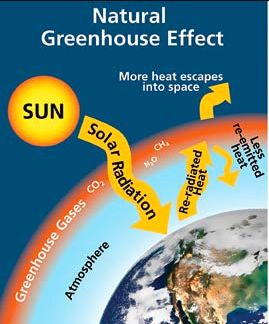 Natural
Greenhouse Effect
More heat escapes
into space
SUN
Solar Radiation
CH₄
N₂O
CO₂
Less
re-emitted
heat
Re-radiated
Heat
Greenhouse Gases
Atmosphere